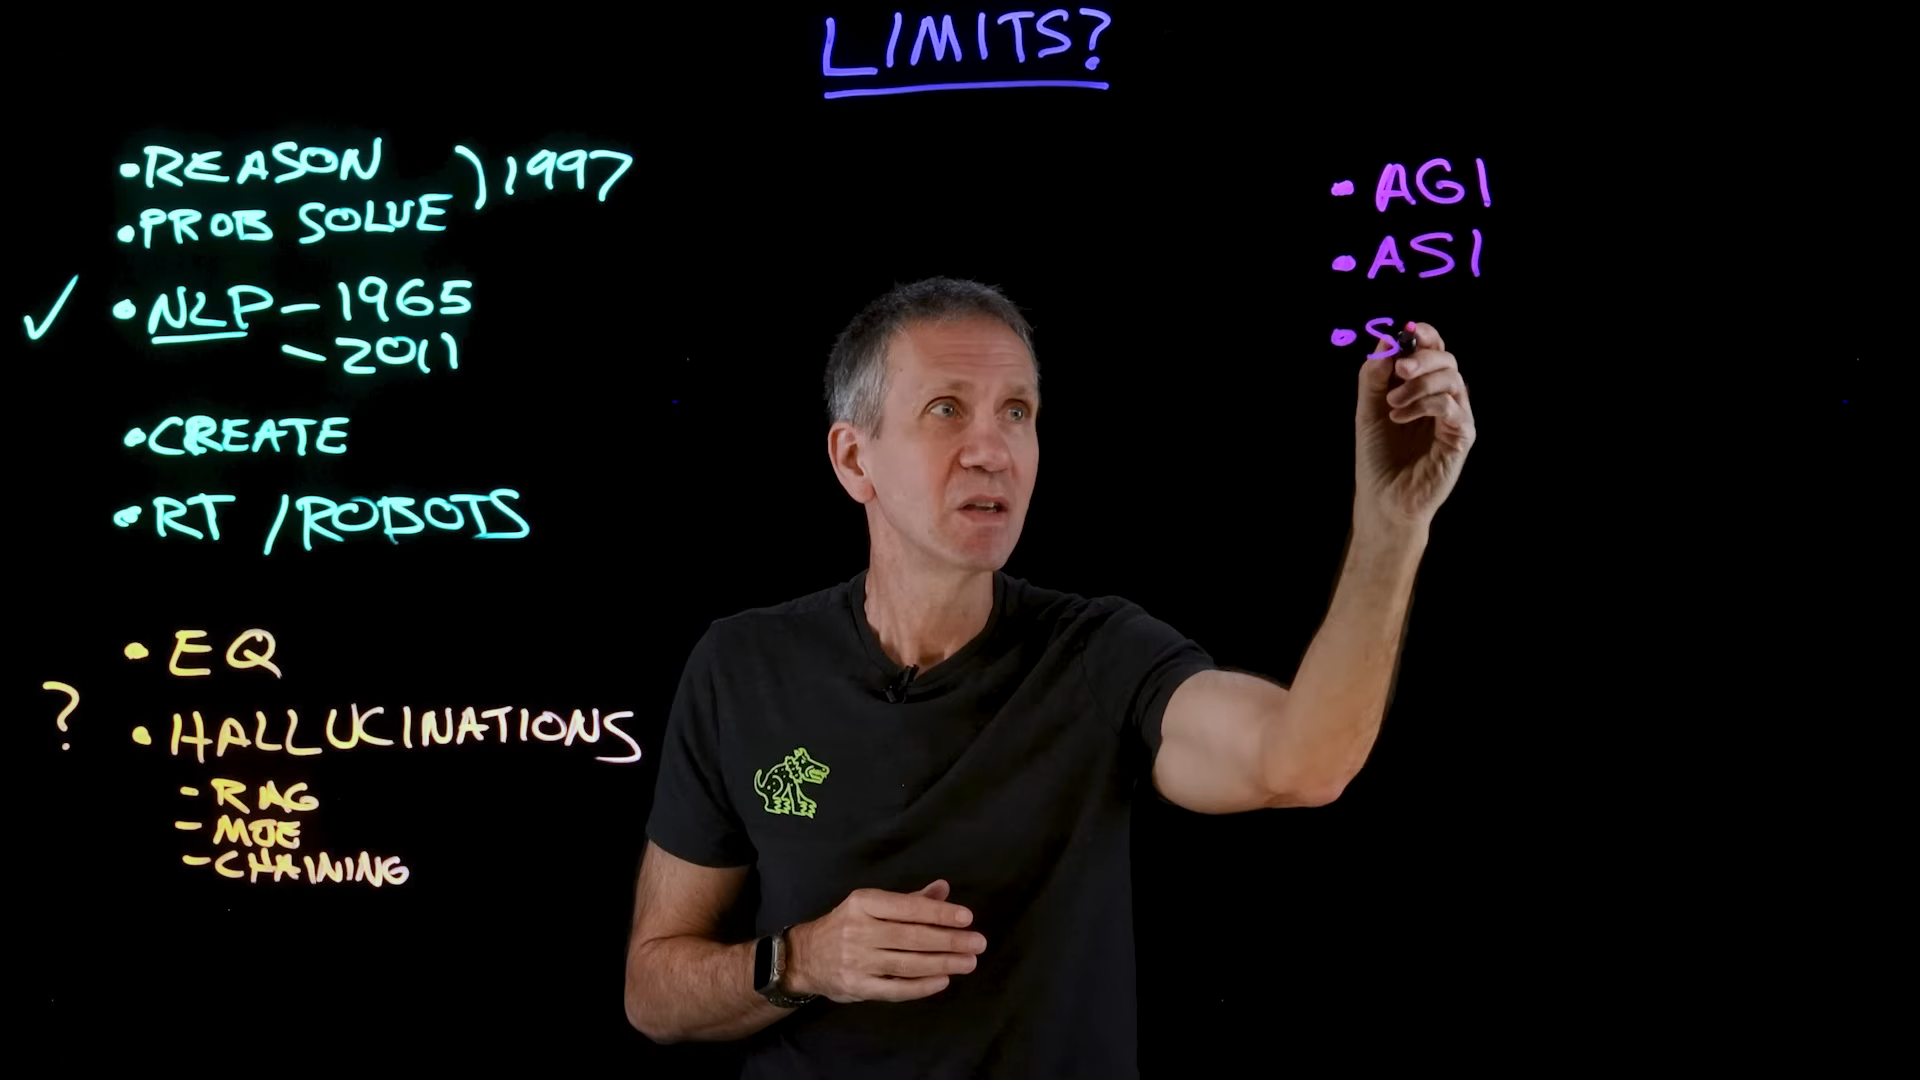 LIMITS?
• REASON ) 1997
• PROB SOLVE
✓ • NLP – 1965
– 2011
• CREATE
• RT / ROBOTS
• EQ
? • HALLUCINATIONS
- RAG
- MOE
- CHAINING
• AGI
• ASI
• S